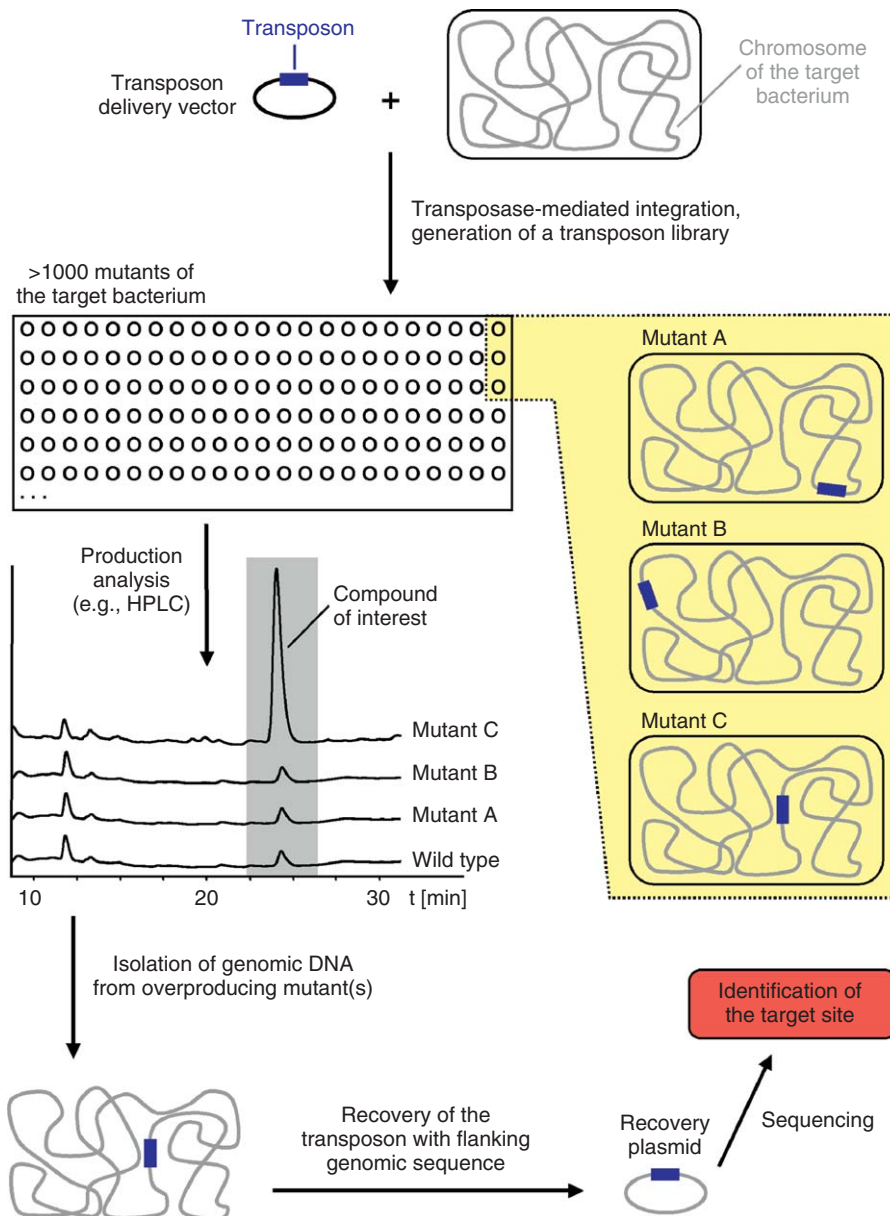 Transposon
Transposon
delivery vector
+
Chromosome
of the target
bacterium
Transposase-mediated integration,
generation of a transposon library
>1000 mutants of
the target bacterium
...
Mutant A
Mutant B
Mutant C
Production
analysis
(e.g., HPLC)
Compound
of interest
Mutant C
Mutant B
Mutant A
Wild type
10 20 30 t [min]
Isolation of genomic DNA
from overproducing mutant(s)
Identification of
the target site
Recovery of the
transposon with flanking
genomic sequence
Recovery
plasmid
Sequencing